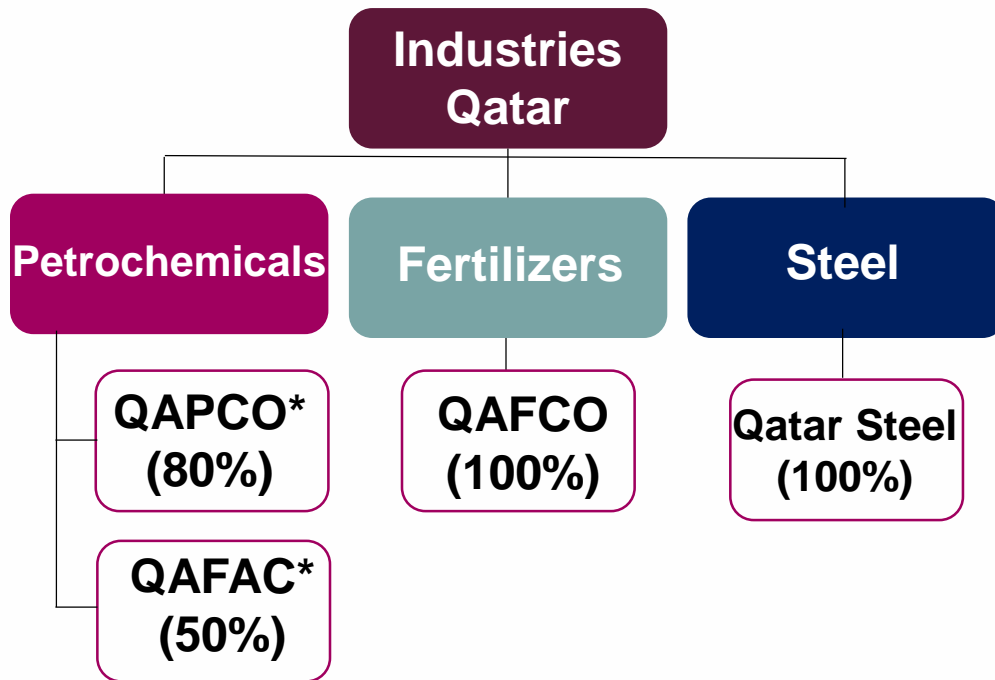 Industries
Qatar
Petrochemicals
Fertilizers
Steel
QAPCO*
(80%)
QAFAC*
(50%)
QAFCO
(100%)
Qatar Steel
(100%)